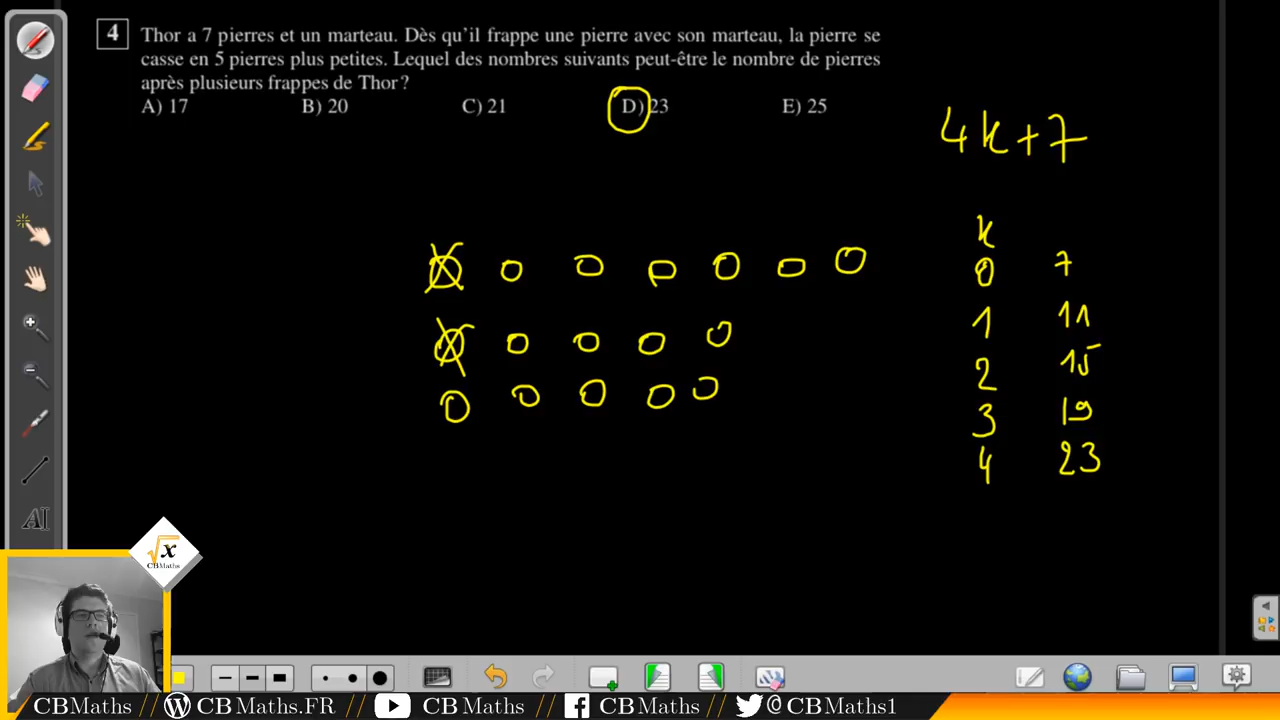 4 Thor a 7 pierres et un marteau. Dès qu'il frappe une pierre avec son marteau, la pierre se
casse en 5 pierres plus petites. Lequel des nombres suivants peut-être le nombre de pierres
après plusieurs frappes de Thor ?
A) 17 B) 20 C) 21 D) 23 E) 25
4k+7
k
0 7
1 11
2 15
3 19
4 23
AI
√x
CBMaths
CBMaths CBMaths.FR CBMaths CBMaths @CBMaths1